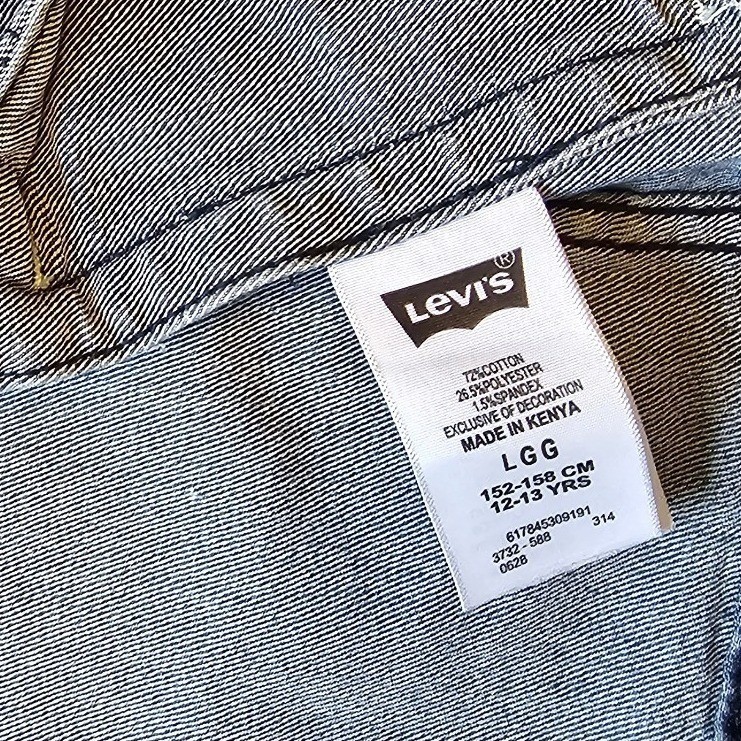 LEVI'S®
72%COTTON
26.5%POLYESTER
1.5%SPANDEX
EXCLUSIVE OF DECORATION
MADE IN KENYA
L G G
152-158 CM
12-13 YRS
617845309191
3732 - 588 314
0628